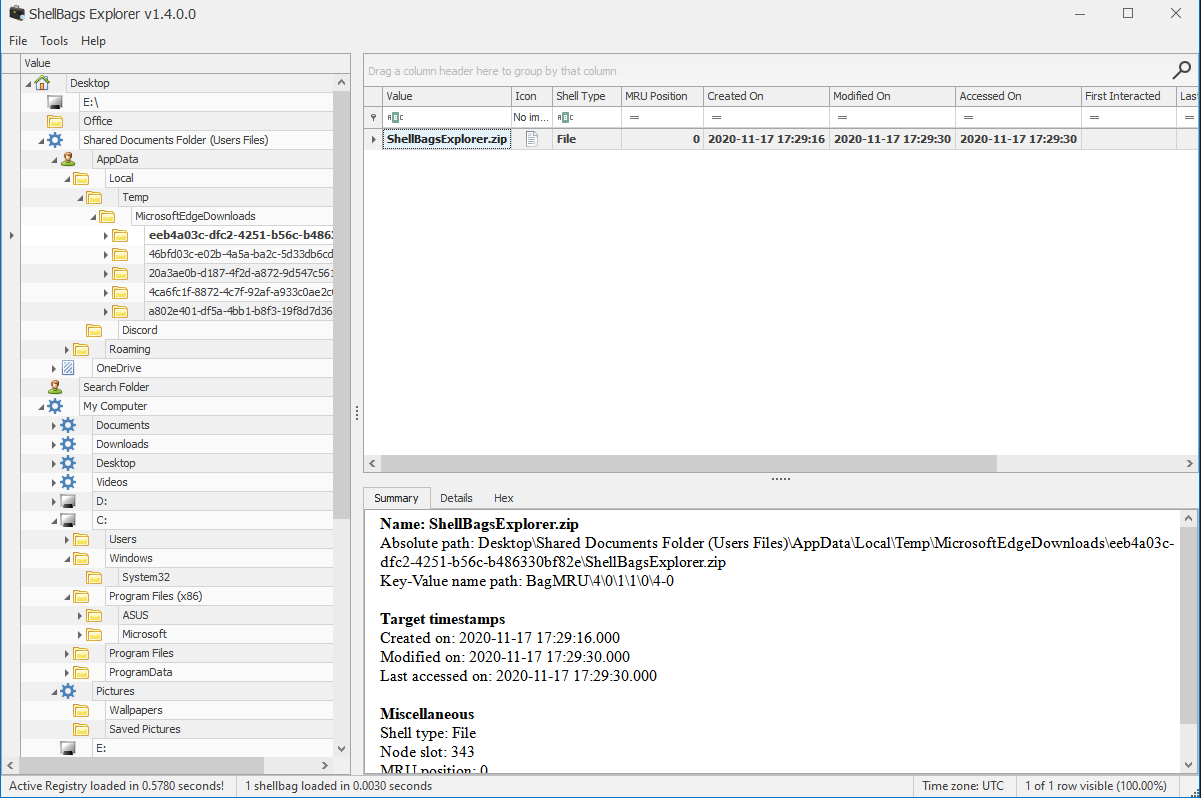 ShellBags Explorer v1.4.0.0
File Tools Help
Value
Desktop
E:\
Office
Shared Documents Folder (Users Files)
AppData
Local
Temp
MicrosoftEdgeDownloads
eeb4a03c-dfc2-4251-b56c-b4863
46bfd03c-e02b-4a5a-ba2c-5d33db6cd
20a3ae0b-d187-4f2d-a872-9d547c561
4ca6fc1f-8872-4c7f-92af-a933c0ae2c
a802e401-df5a-4bb1-b8f3-19f8d7d36
Discord
Roaming
OneDrive
Search Folder
My Computer
Documents
Downloads
Desktop
Videos
D:
C:
Users
Windows
System32
Program Files (x86)
ASUS
Microsoft
Program Files
ProgramData
Pictures
Wallpapers
Saved Pictures
E:
Drag a column header here to group by that column
Value Icon Shell Type MRU Position Created On Modified On Accessed On First Interacted Las
ABC No im... = ABC = = = = =
ShellBagsExplorer.zip File 0 2020-11-17 17:29:16 2020-11-17 17:29:30 2020-11-17 17:29:30
Summary Details Hex
Name: ShellBagsExplorer.zip
Absolute path: Desktop\Shared Documents Folder (Users Files)\AppData\Local\Temp\MicrosoftEdgeDownloads\eeb4a03c-
dfc2-4251-b56c-b486330bf82e\ShellBagsExplorer.zip
Key-Value name path: BagMRU\4\0\1\1\0\4-0
Target timestamps
Created on: 2020-11-17 17:29:16.000
Modified on: 2020-11-17 17:29:30.000
Last accessed on: 2020-11-17 17:29:30.000
Miscellaneous
Shell type: File
Node slot: 343
MRU position: 0
Active Registry loaded in 0.5780 seconds! 1 shellbag loaded in 0.0030 seconds Time zone: UTC 1 of 1 row visible (100.00%)